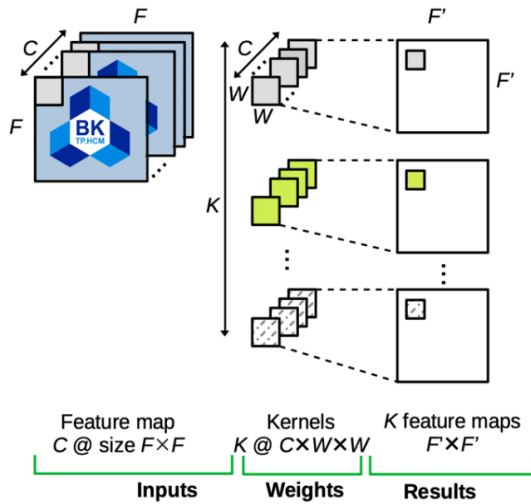 F
C
F
BK
TP.HCM
K
C
W
W
F'
F'
Feature map
C @ size F×F
Kernels
K @ C×W×W
K feature maps
F'×F'
Inputs
Weights
Results